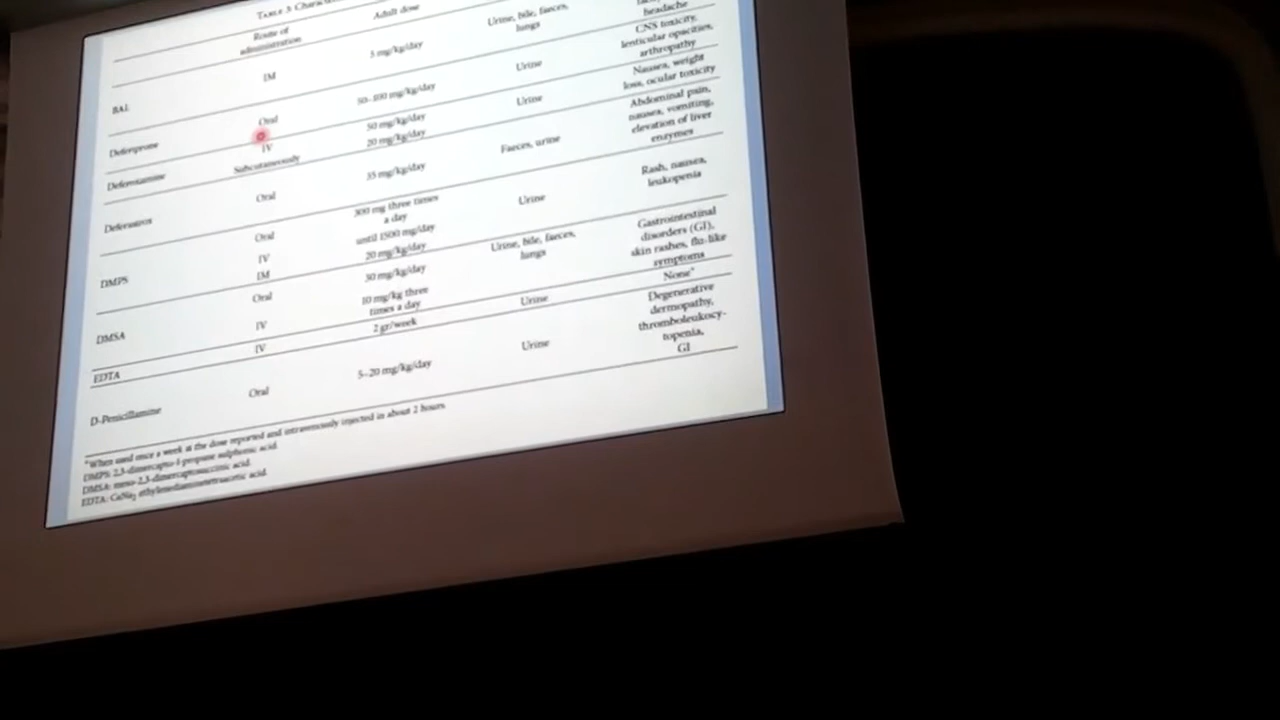 TABLE 3
Route of administration
Adult dose
Urine, bile, faeces, lungs
headache
BAL
IM
5 mg/kg/day
Urine
CNS toxicity, lenticular opacities, arthropathy
Deferiprone
Oral
50–100 mg/kg/day
Urine
Nausea, weight loss, ocular toxicity
Deferoxamine
IV
Subcutaneously
50 mg/kg/day
20 mg/kg/day
Faeces, urine
Abdominal pain, nausea, vomiting, elevation of liver enzymes
Deferasirox
Oral
35 mg/kg/day
Urine
Rash, nausea, leukopenia
DMPS
Oral
IV
IM
300 mg three times a day
until 1500 mg/day
20 mg/kg/day
Urine, bile, faeces, lungs
Gastrointestinal disorders (GI), skin rashes, flu-like symptoms
DMSA
Oral
IV
30 mg/kg/day
10 mg/kg three times a day
Urine
None*
EDTA
IV
2 gr/week
Urine
Degenerative dermopathy, thromboleukocy-topenia, GI
D-Penicillamine
Oral
5–20 mg/kg/day
*When used once a week at the dose reported and intravenously injected in about 2 hours.
DMPS: 2,3-dimercapto-1-propane sulphonic acid.
DMSA: meso-2,3-dimercaptosuccinic acid.
EDTA: CaNa2 ethylenediaminetetraacetic acid.